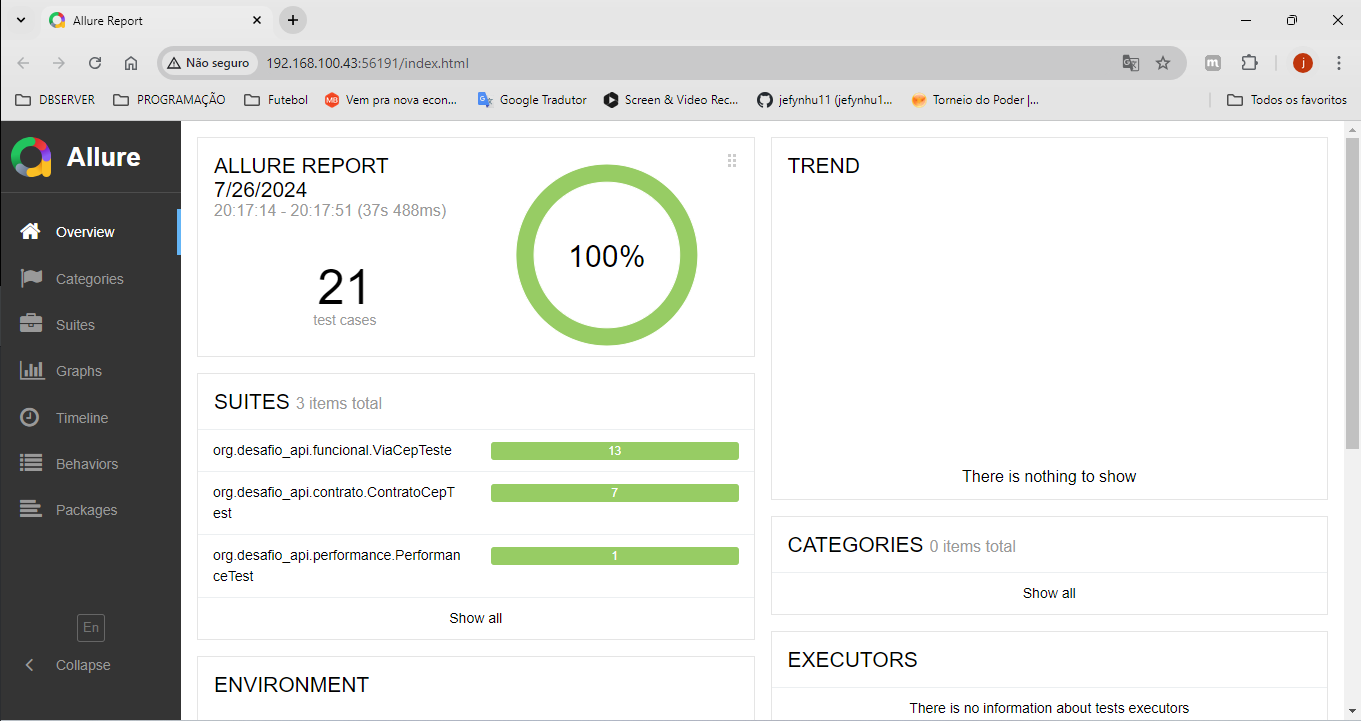 Allure Report
Não seguro
192.168.100.43:56191/index.html
m
j
DBSERVER
PROGRAMAÇÃO
Futebol
MB
Vem pra nova econ...
Google Tradutor
Screen & Video Rec...
jefynhu11 (jefynhu1...
Torneio do Poder |...
Todos os favoritos
Allure
Overview
Categories
Suites
Graphs
Timeline
Behaviors
Packages
En
Collapse
ALLURE REPORT
7/26/2024
20:17:14 - 20:17:51 (37s 488ms)
21
test cases
100%
SUITES 3 items total
org.desafio_api.funcional.ViaCepTeste
13
org.desafio_api.contrato.ContratoCepT
est
7
org.desafio_api.performance.Performan
ceTest
1
Show all
ENVIRONMENT
TREND
There is nothing to show
CATEGORIES 0 items total
Show all
EXECUTORS
There is no information about tests executors